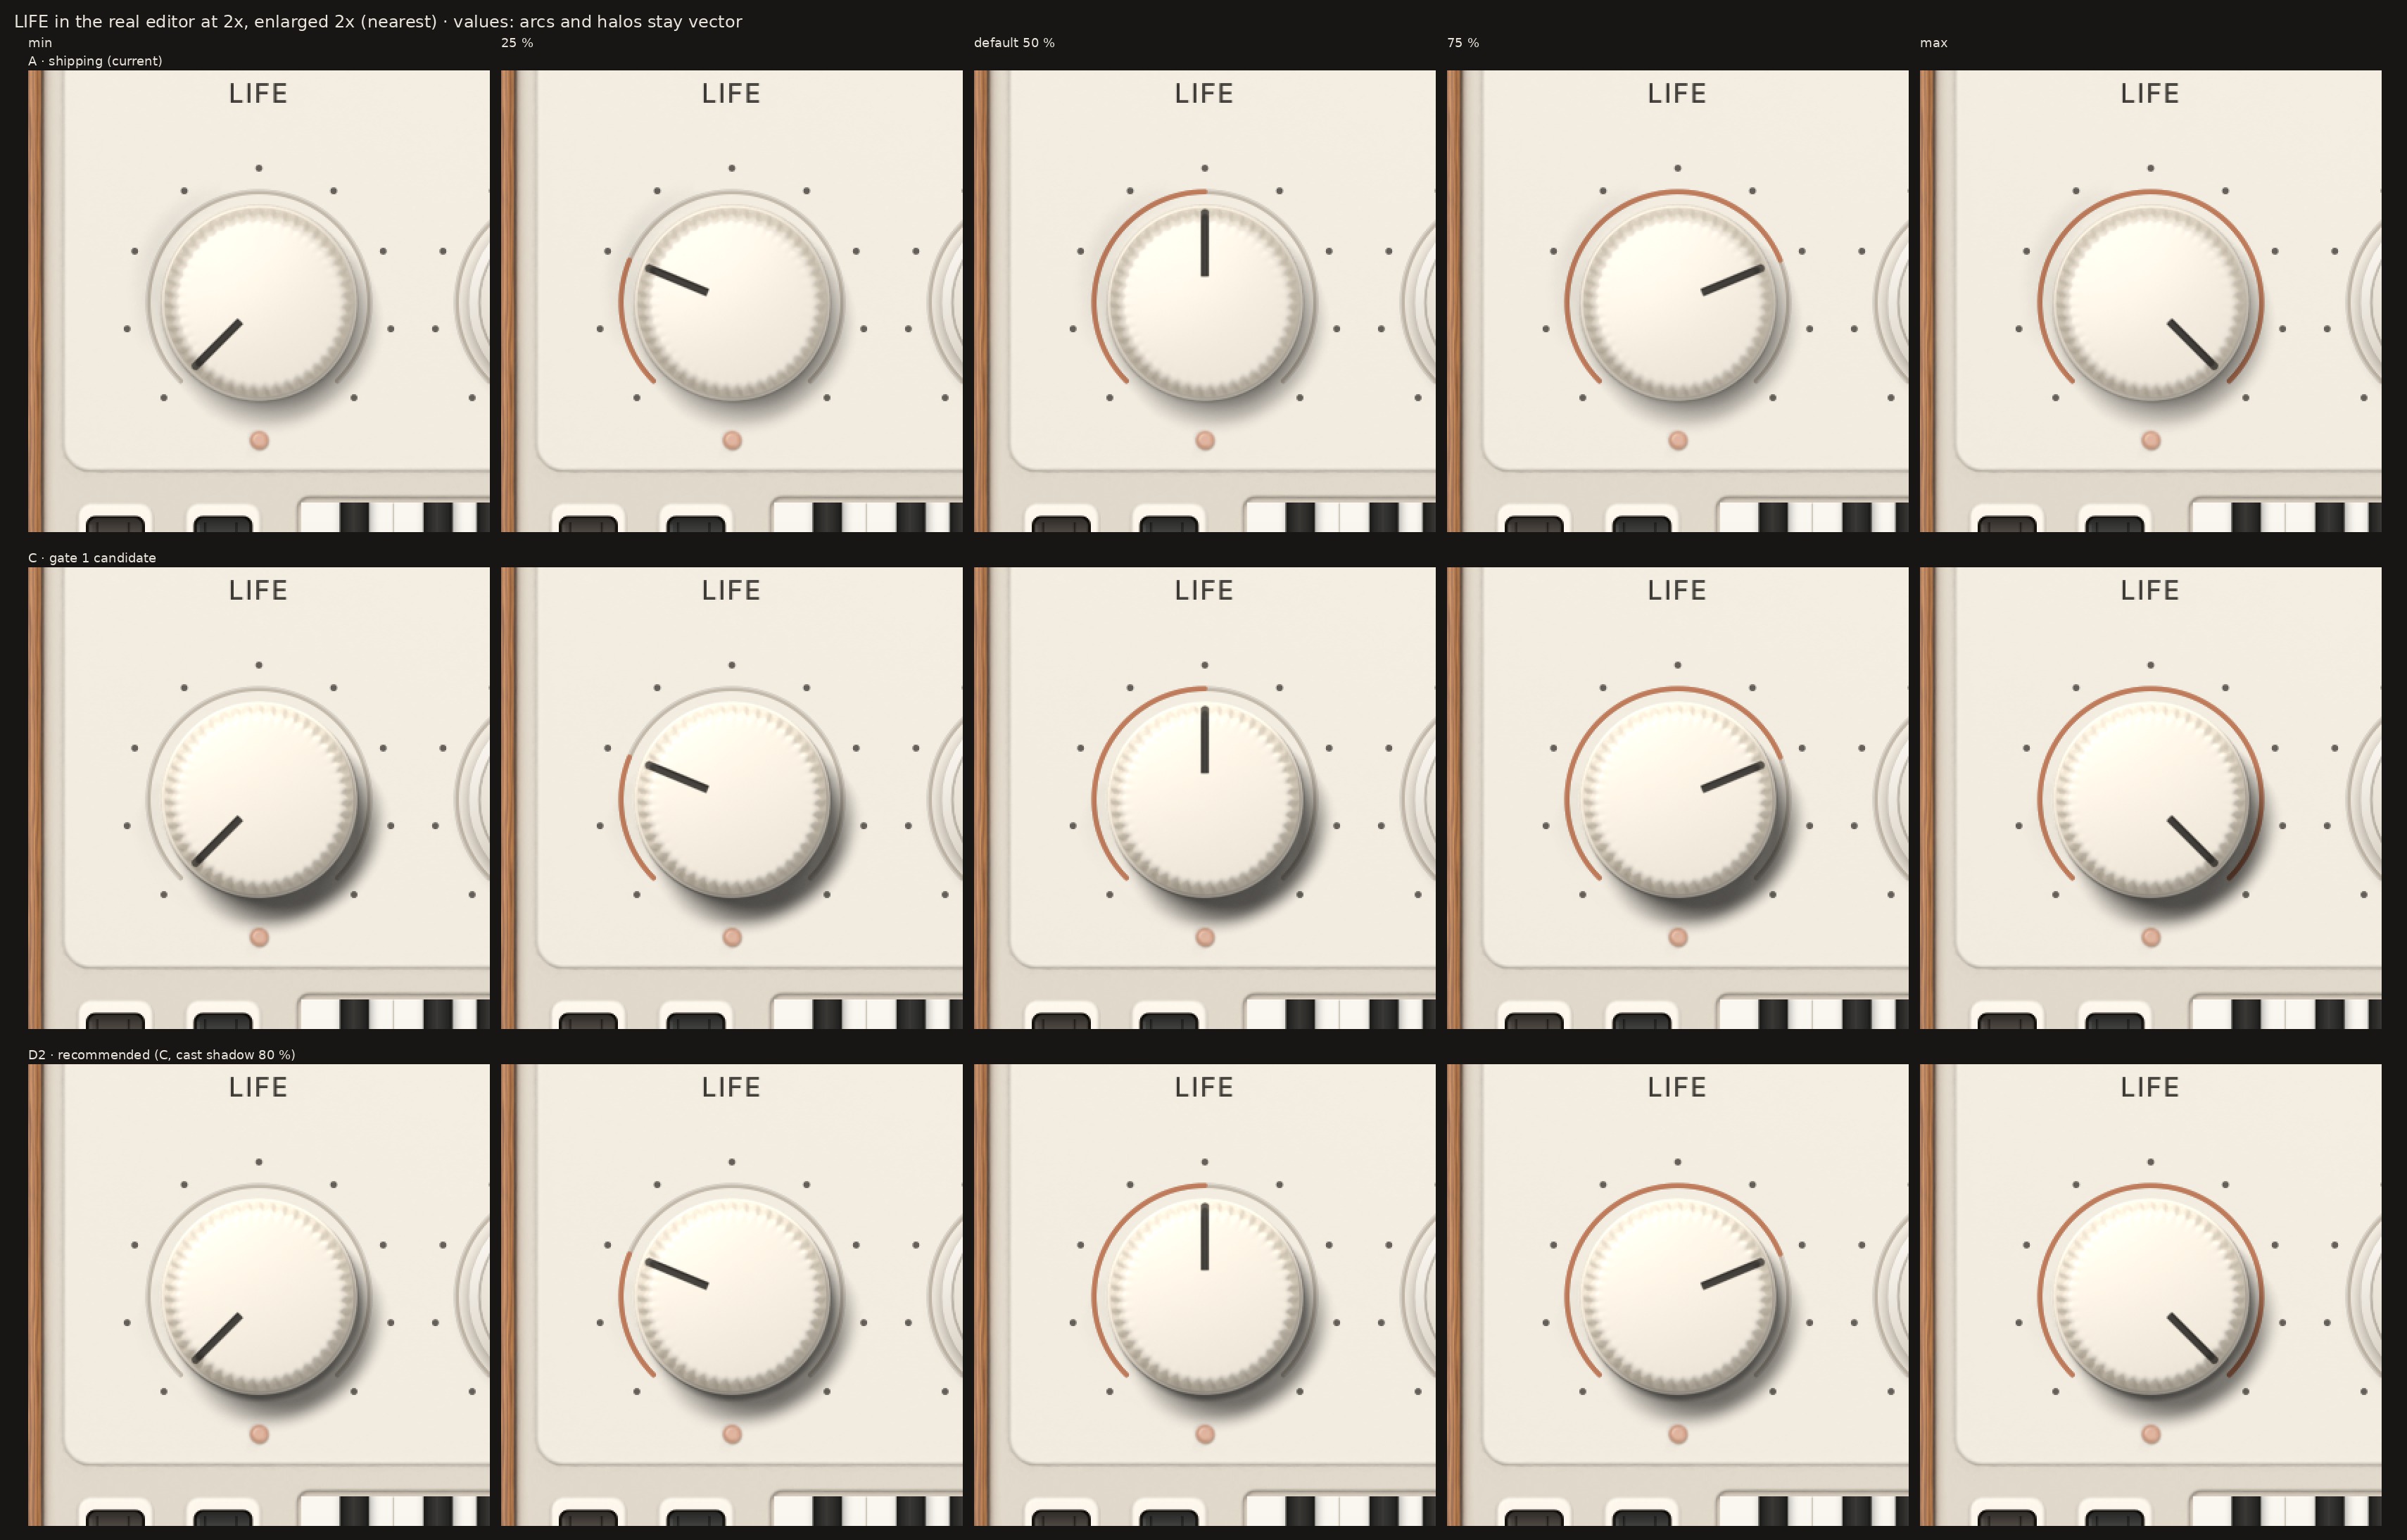 LIFE in the real editor at 2x, enlarged 2x (nearest) · values: arcs and halos stay vector
min 25 % default 50 % 75 % max
A · shipping (current)
LIFE LIFE LIFE LIFE LIFE
C · gate 1 candidate
LIFE LIFE LIFE LIFE LIFE
D2 · recommended (C, cast shadow 80 %)
LIFE LIFE LIFE LIFE LIFE